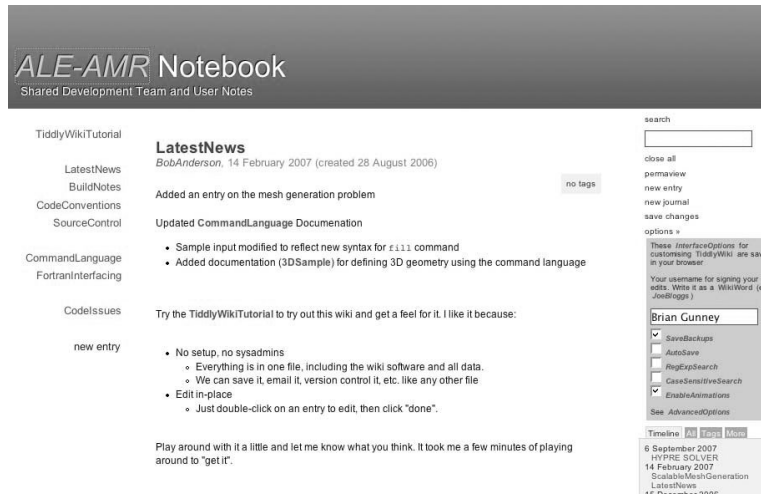 ALE-AMR Notebook
Shared Development Team and User Notes
TiddlyWikiTutorial
LatestNews
BuildNotes
CodeConventions
SourceControl
CommandLanguage
FortranInterfacing
CodeIssues
new entry
LatestNews
BobAnderson, 14 February 2007 (created 28 August 2006)
no tags
Added an entry on the mesh generation problem
Updated CommandLanguage Documenation
Sample input modified to reflect new syntax for fill command
Added documentation (3DSample) for defining 3D geometry using the command language
Try the TiddlyWikiTutorial to try out this wiki and get a feel for it. I like it because:
No setup, no sysadmins
Everything is in one file, including the wiki software and all data.
We can save it, email it, version control it, etc. like any other file
Edit in-place
Just double-click on an entry to edit, then click "done".
Play around with it a little and let me know what you think. It took me a few minutes of playing
around to "get it".
search
close all
permaview
new entry
new journal
save changes
options »
These InterfaceOptions for
customising TiddlyWiki are
in your browser
Your username for signing your
edits. Write it as a WikiWord
JoeBloggs)
Brian Gunney
SaveBackups
AutoSave
RegExpSearch
CaseSensitiveSearch
EnableAnimations
See AdvancedOptions
Timeline All Tags More
6 September 2007
HYPRE SOLVER
14 February 2007
ScalableMeshGeneration
LatestNews